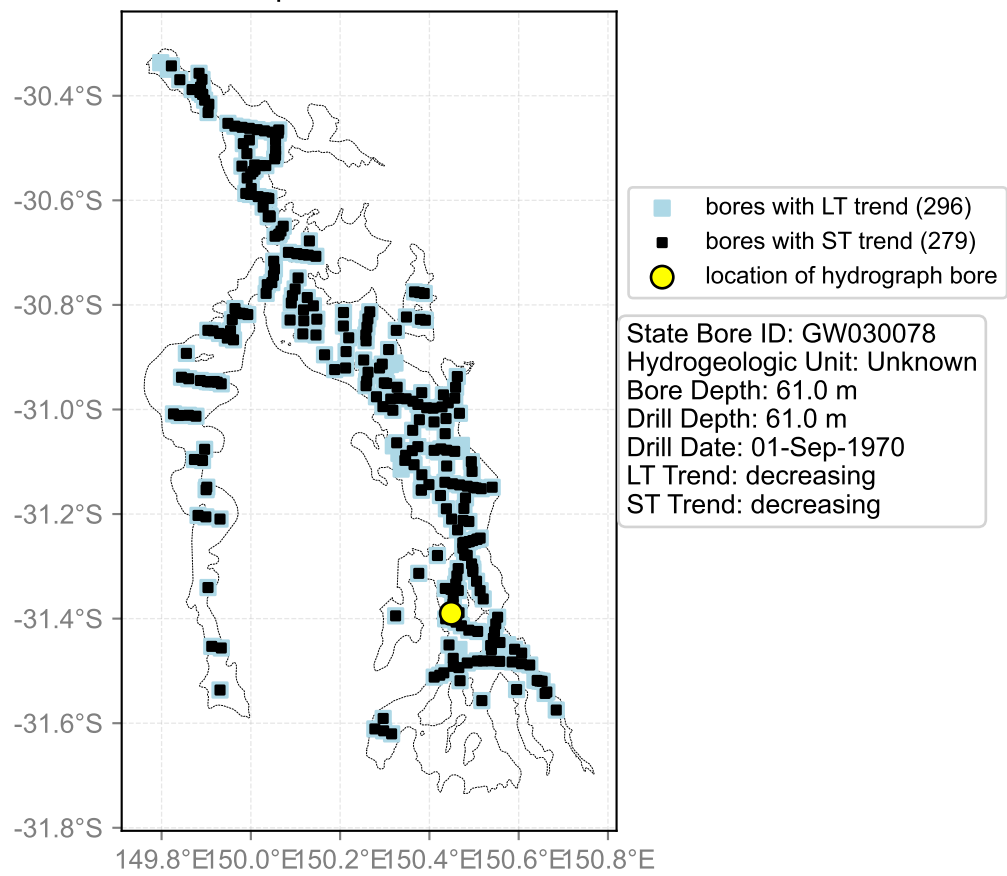 -30.4°S
-30.6°S
-30.8°S
-31.0°S
-31.2°S
-31.4°S
-31.6°S
-31.8°S
149.8°E150.0°E150.2°E150.4°E150.6°E150.8°E
bores with LT trend (296)
bores with ST trend (279)
location of hydrograph bore
State Bore ID: GW030078
Hydrogeologic Unit: Unknown
Bore Depth: 61.0 m
Drill Depth: 61.0 m
Drill Date: 01-Sep-1970
LT Trend: decreasing
ST Trend: decreasing